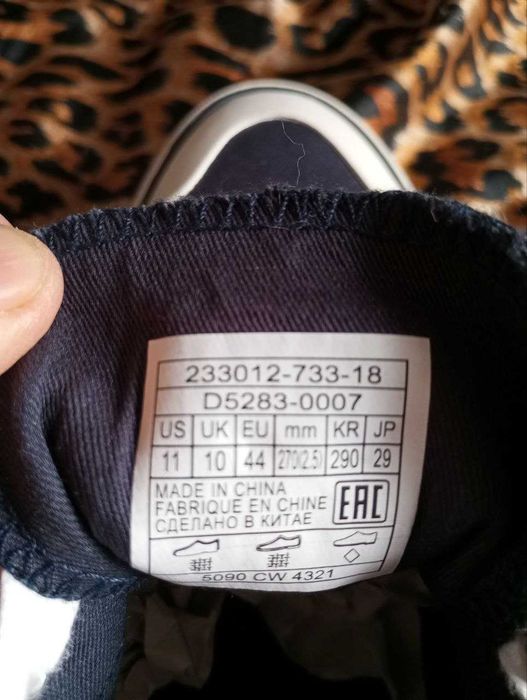 233012-733-18
D5283-0007
US UK EU mm KR JP
11 10 44 270(2.5) 290 29
MADE IN CHINA
FABRIQUE EN CHINE
СДЕЛАНО В КИТАЕ
EAC
5090 CW 4321